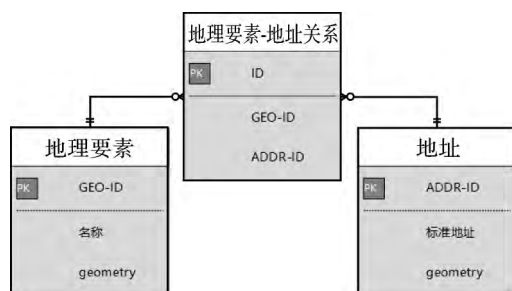 地理要素-地址关系
PK ID
GEO-ID
ADDR-ID
地理要素
PK GEO-ID
名称
geometry
地址
PK ADDR-ID
标准地址
geometry